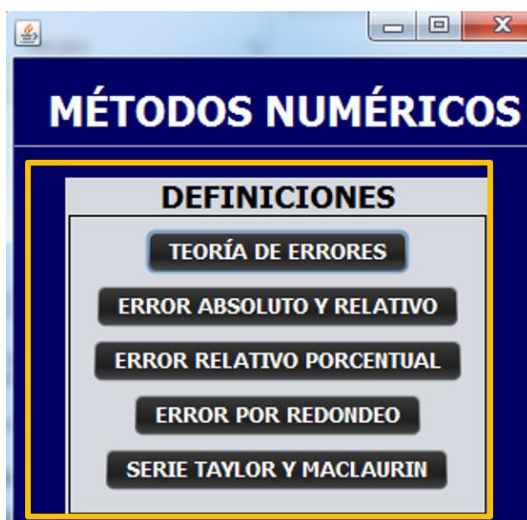 MÉTODOS NUMÉRICOS
DEFINICIONES
TEORÍA DE ERRORES
ERROR ABSOLUTO Y RELATIVO
ERROR RELATIVO PORCENTUAL
ERROR POR REDONDEO
SERIE TAYLOR Y MACLAURIN